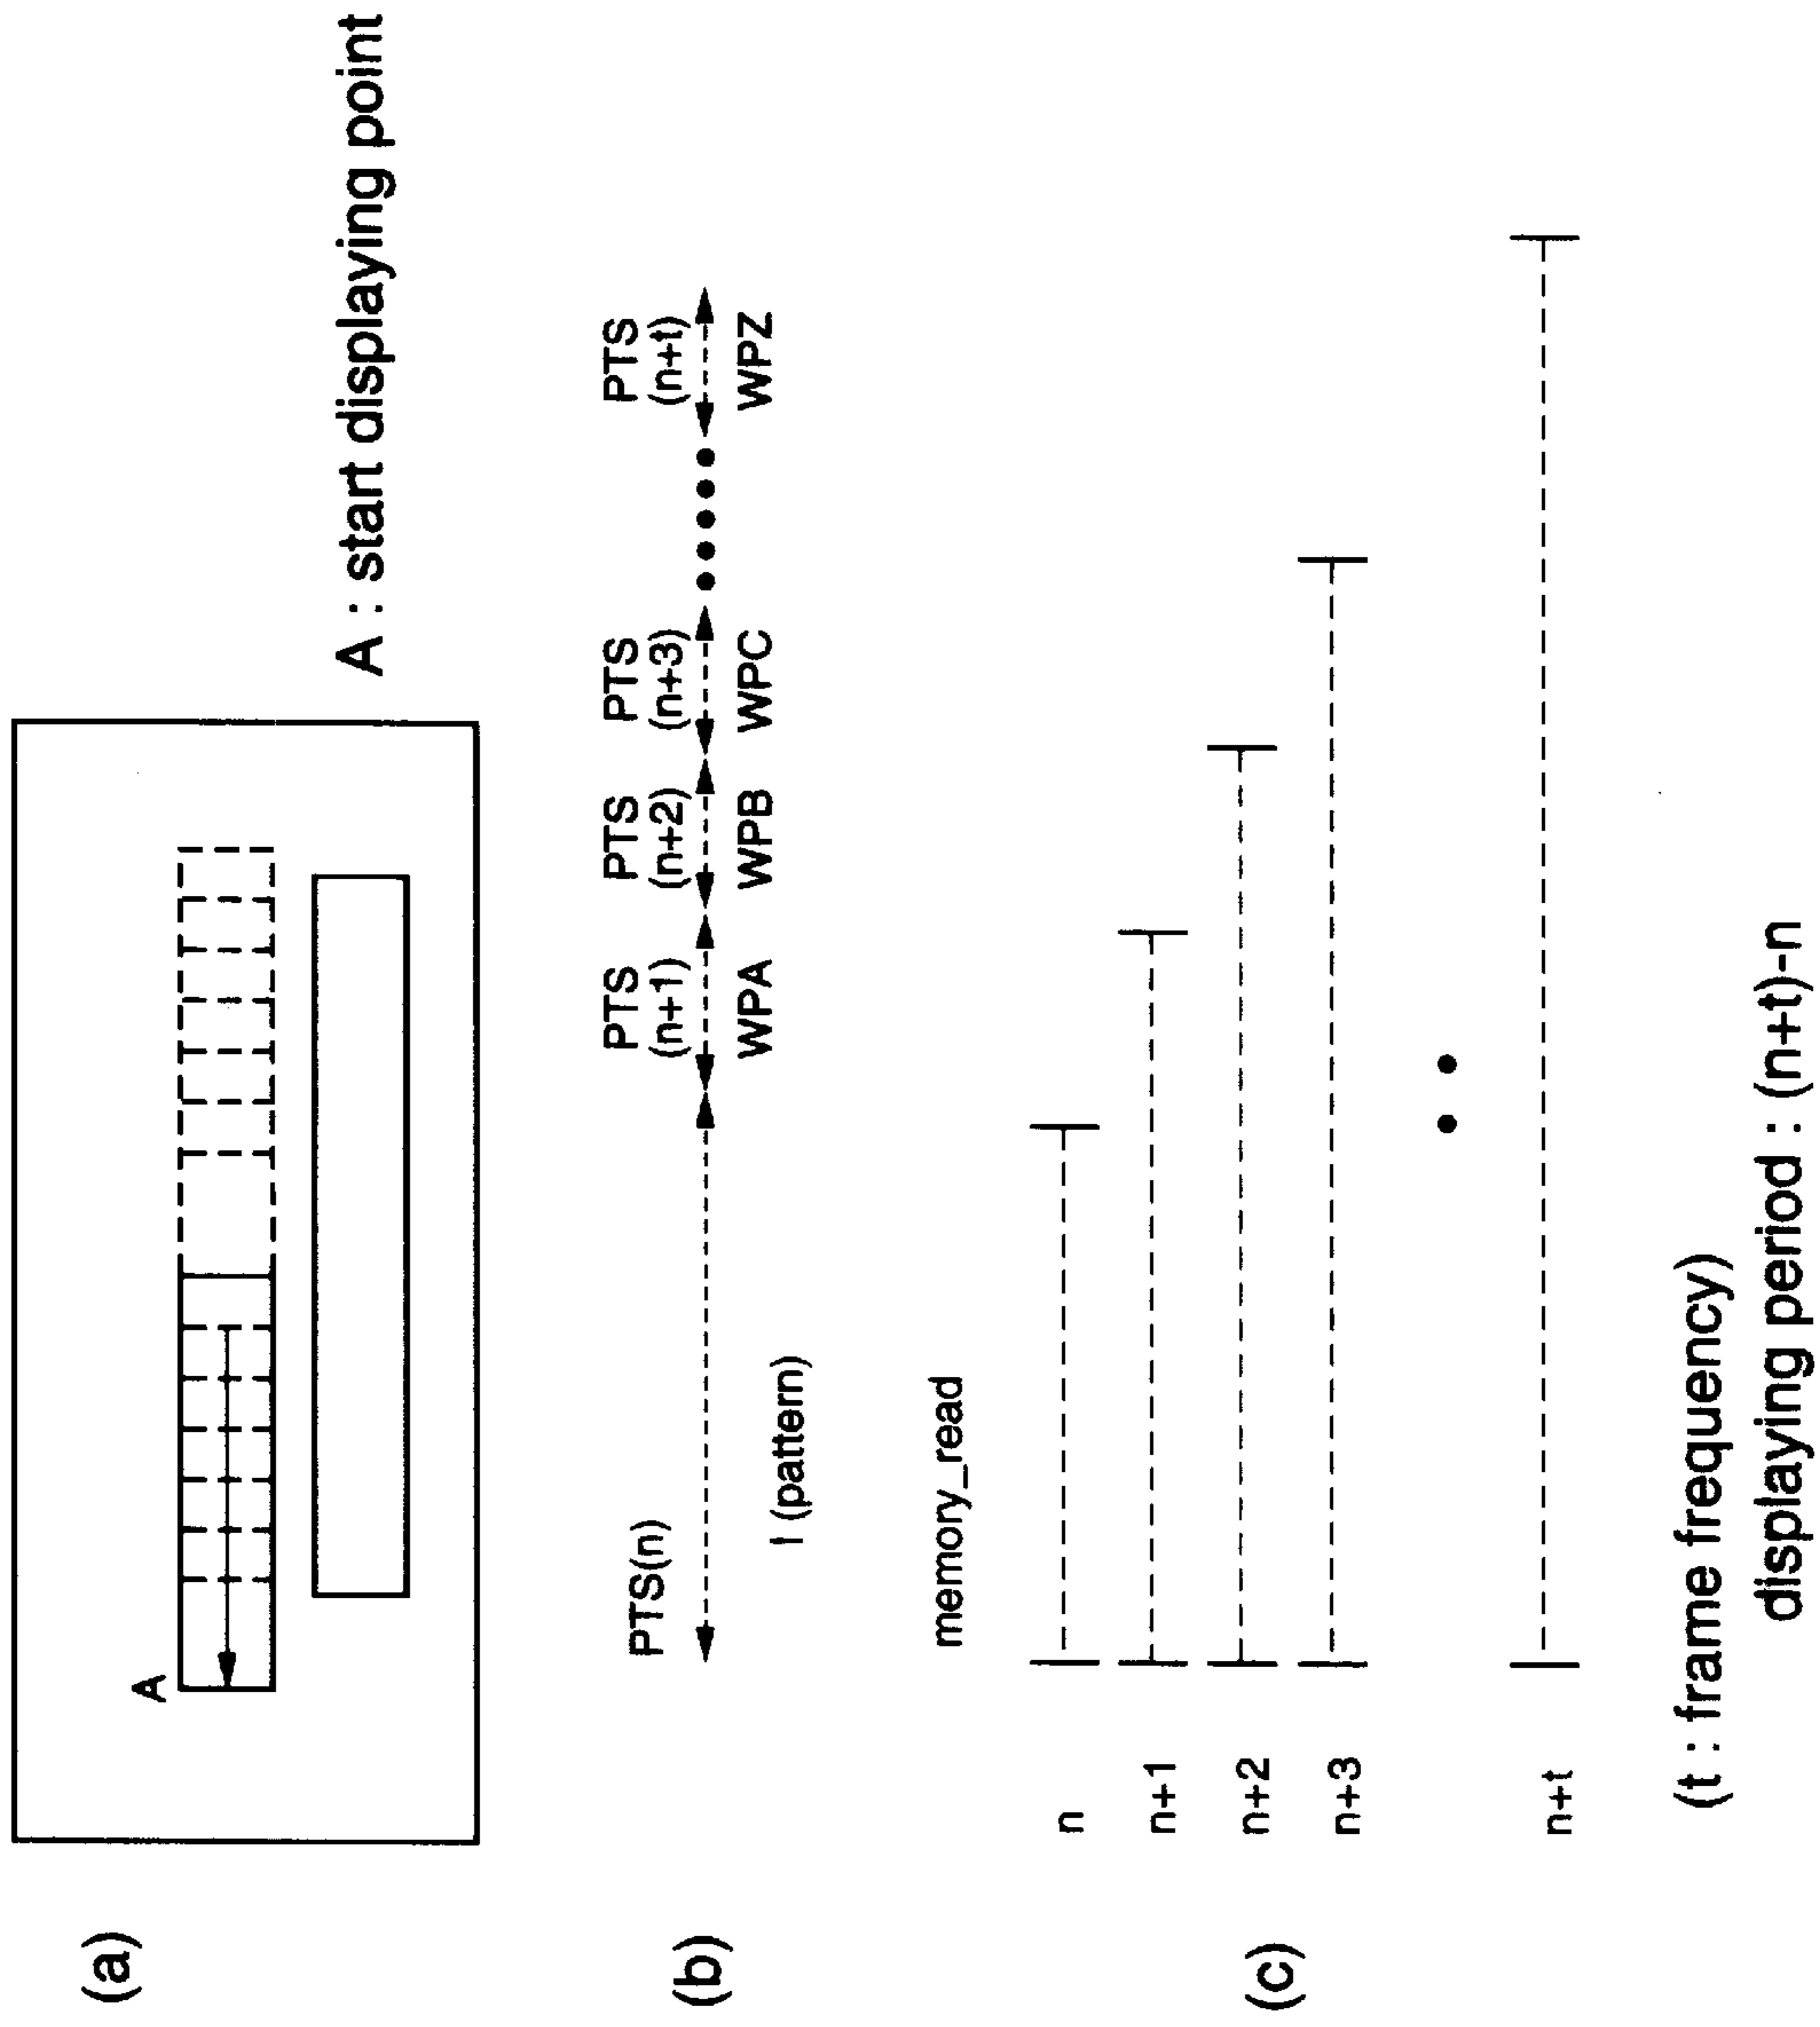 (a)
A
A : start displaying point
(b)
PTS(n)
PTS
(n+1)
PTS
(n+2)
PTS
(n+3)
PTS
(n+t)
I (pattern)
WPA
WPB
WPC
WPZ
(c)
memory_read
n
n+1
n+2
n+3
n+t
(t : frame frequency)
displaying period : (n+t)-n